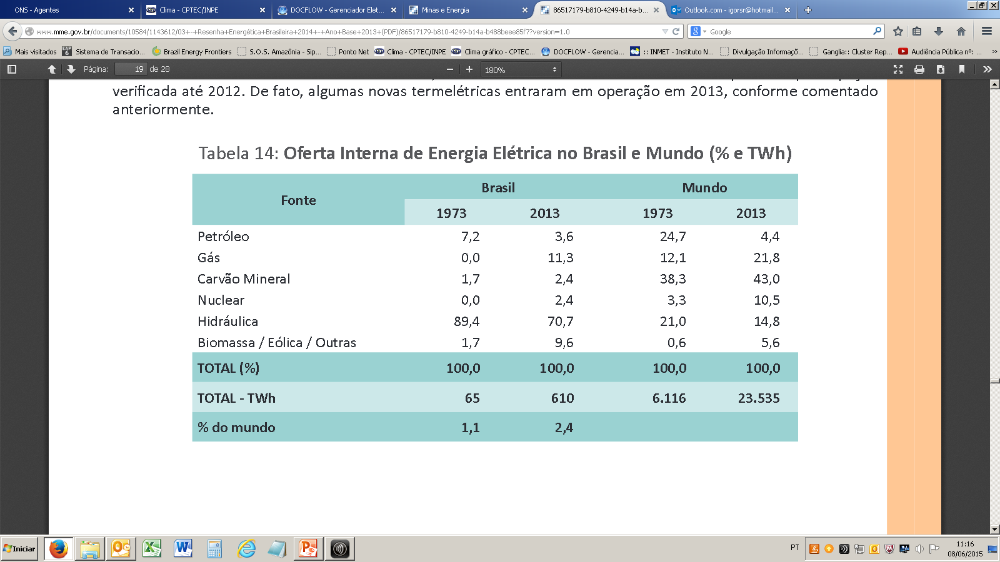 ONS - Agentes
Clima - CPTEC/INPE
DOCFLOW - Gerenciador Elet...
Minas e Energia
86517179-b810-4249-b14a-b...
Outlook.com - igorsr@hotmail...
www.mme.gov.br/documents/10584/1143612/03+-+Resenha+Energética+Brasileira+2014+-+Ano+Base+2013+(PDF)/86517179-b810-4249-b14a-b488beee85f7?version=1.0
Google
Mais visitados
Sistema de Transacio...
Brazil Energy Frontiers
S.O.S. Amazônia - Sip...
Ponto Net
Clima - CPTEC/INPE
Clima gráfico - CPTEC...
DOCFLOW - Gerencia...
:: INMET - Instituto N...
Divulgação Informaçõ...
Ganglia:: Cluster Rep...
Audiência Pública nº: ...
Página: 19 de 28
180%
verificada até 2012. De fato, algumas novas termelétricas entraram em operação em 2013, conforme comentado
anteriormente.
Tabela 14: Oferta Interna de Energia Elétrica no Brasil e Mundo (% e TWh)
Fonte Brasil Mundo
1973 2013 1973 2013
Petróleo 7,2 3,6 24,7 4,4
Gás 0,0 11,3 12,1 21,8
Carvão Mineral 1,7 2,4 38,3 43,0
Nuclear 0,0 2,4 3,3 10,5
Hidráulica 89,4 70,7 21,0 14,8
Biomassa / Eólica / Outras 1,7 9,6 0,6 5,6
TOTAL (%) 100,0 100,0 100,0 100,0
TOTAL - TWh 65 610 6.116 23.535
% do mundo 1,1 2,4
Iniciar
PT
11:16
08/06/2015